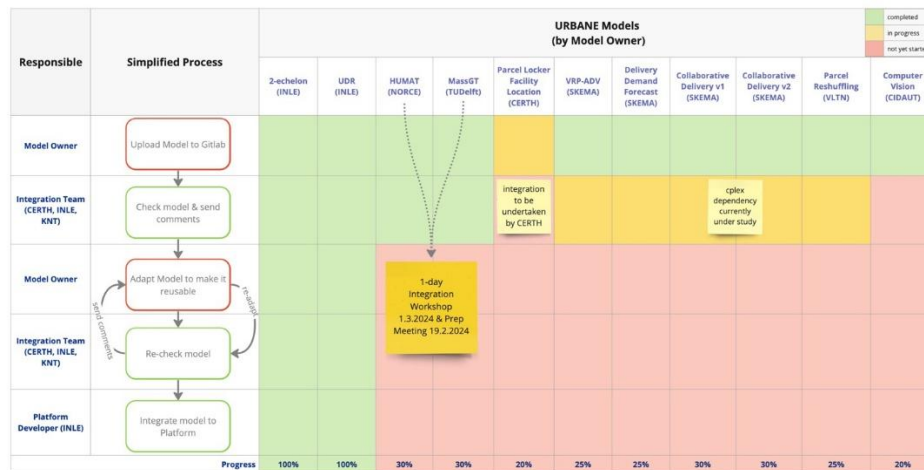 URBANE Models
(by Model Owner)
completed
in progress
not yet starte
Responsible
Simplified Process
2-echelon
(INLE)
UDR
(INLE)
HUMAT
(NORCE)
MassGT
(TUDelft)
Parcel Locker
Facility
Location
(CERTH)
VRP-ADV
(SKEMA)
Delivery
Demand
Forecast
(SKEMA)
Collaborative
Delivery v1
(SKEMA)
Collaborative
Delivery v2
(SKEMA)
Parcel
Reshuffling
(VLTN)
Computer
Vision
(CIDAUT)
Model Owner
Upload Model to Gitlab
Integration Team
(CERTH, INLE,
KNT)
Check model & send
comments
integration
to be
undertaken
by CERTH
cplex
dependency
currently
under study
Model Owner
Adapt Model to make it
reusable
send comments
re-adapt
1-day
Integration
Workshop
1.3.2024 & Prep
Meeting 19.2.2024
Integration Team
(CERTH, INLE,
KNT)
Re-check model
Platform
Developer (INLE)
Integrate model to
Platform
Progress 100% 100% 30% 30% 20% 25% 25% 30% 30% 25% 20%